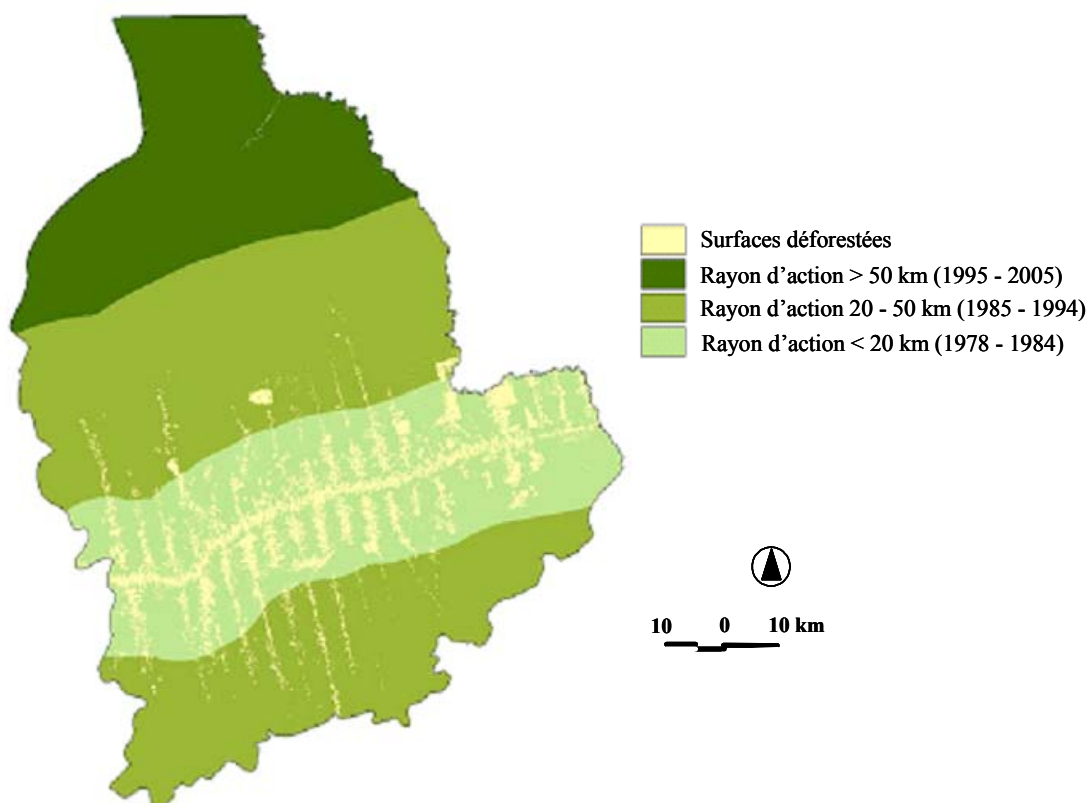 Surfaces déforestées
Rayon d’action > 50 km (1995 - 2005)
Rayon d’action 20 - 50 km (1985 - 1994)
Rayon d’action < 20 km (1978 - 1984)
10 0 10 km